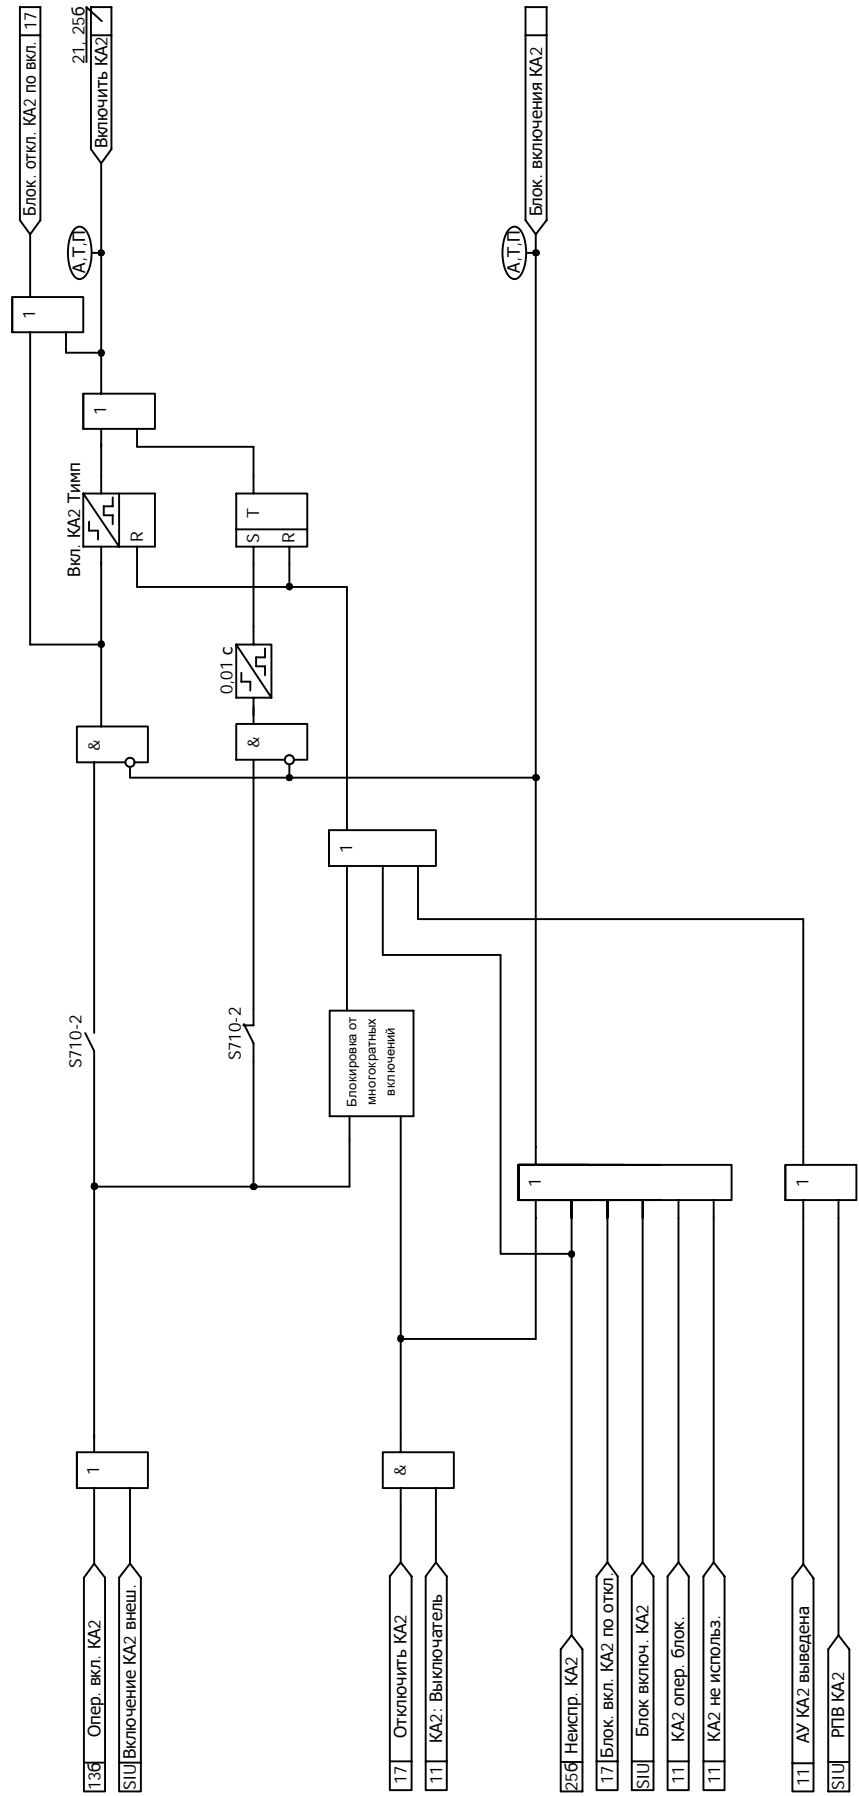 136 Опер. вкл. КА2
SIU Включение КА2 внеш.
17 Отключить КА2
11 КА2: Выключатель
256 Неиспр. КА2
17 Блок. вкл. КА2 по откл.
SIU Блок включ. КА2
11 КА2 опер. блок.
11 КА2 не использ.
11 АУ КА2 выведена
SIU РПВ КА2
1
&
1
1
S710-2
S710-2
Блокировка от
многократных
включений
1
&
&
0,01 с
Вкл. КА2 Тимп
R
S T
R
1
1
А,Т,П
А,Т,П
Блок. откл. КА2 по вкл. 17
Включить КА2
21, 256
Блок. включения КА2